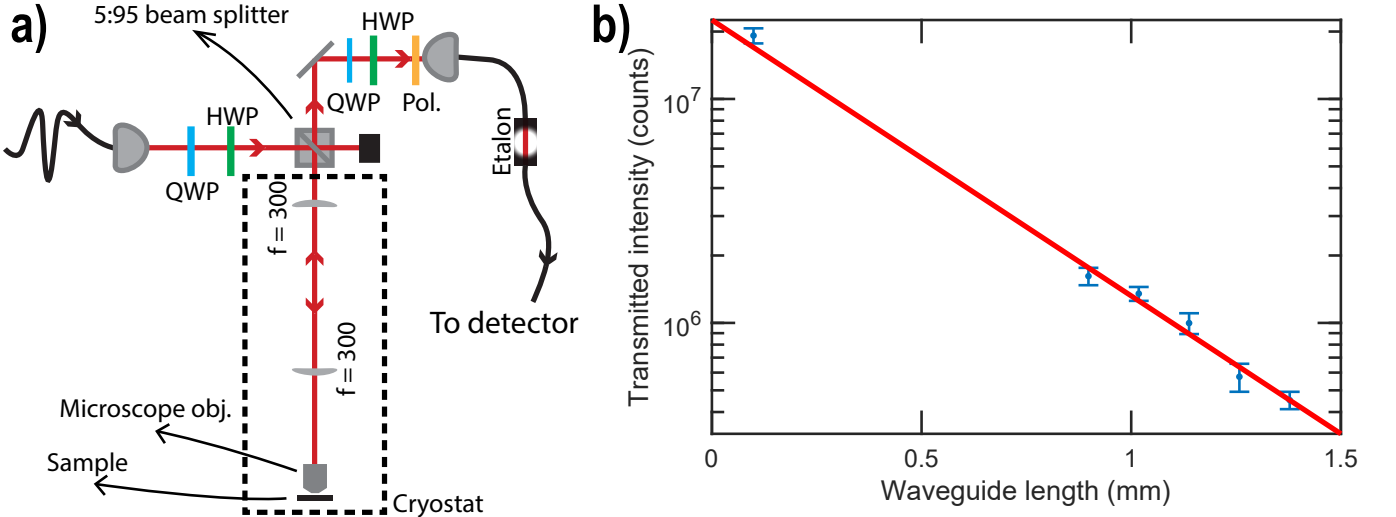 a)
5:95 beam splitter
HWP
QWP
Pol.
HWP
QWP
Etalon
f = 300
To detector
f = 300
Microscope obj.
Sample
Cryostat
b)
Transmitted intensity (counts)
10⁷
10⁶
0
0.5
1
1.5
Waveguide length (mm)